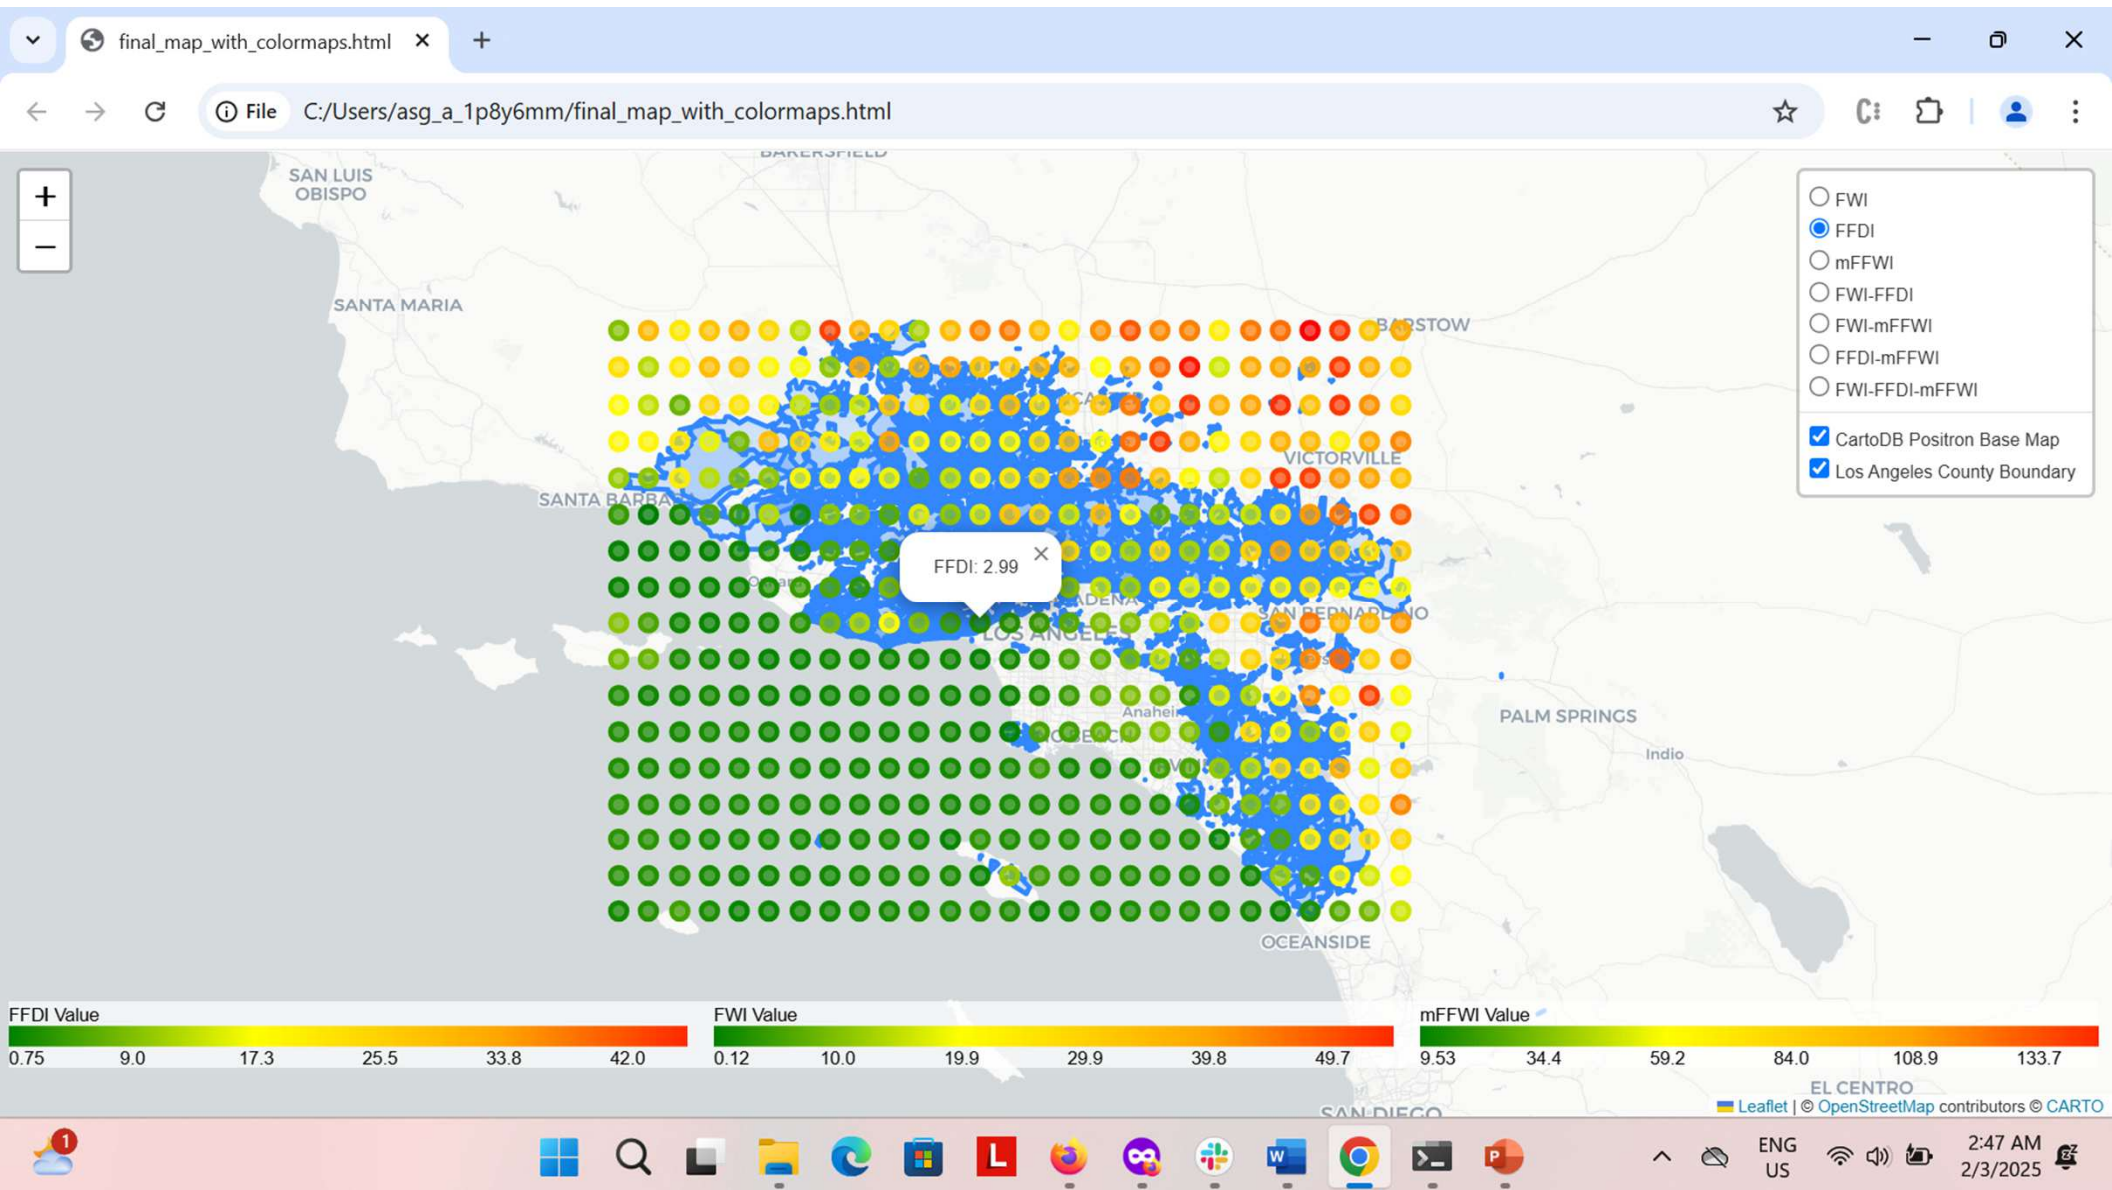 final_map_with_colormaps.html
File
C:/Users/asg_a_1p8y6mm/final_map_with_colormaps.html
BAKERSFIELD
SAN LUIS
OBISPO
+
−
FWI
FFDI
mFFWI
FWI-FFDI
FWI-mFFWI
FFDI-mFFWI
FWI-FFDI-mFFWI
CartoDB Positron Base Map
Los Angeles County Boundary
SANTA MARIA
BARSTOW
VICTORVILLE
SANTA BARBA
FFDI: 2.99
SAN BERNARDINO
LOS ANGELES
Anaheim
PALM SPRINGS
Indio
OCEANSIDE
FFDI Value
0.75 9.0 17.3 25.5 33.8 42.0
FWI Value
0.12 10.0 19.9 29.9 39.8 49.7
mFFWI Value
9.53 34.4 59.2 84.0 108.9 133.7
EL CENTRO
SAN DIEGO
Leaflet | © OpenStreetMap contributors © CARTO
1
L
W
P
ENG
US
2:47 AM
2/3/2025